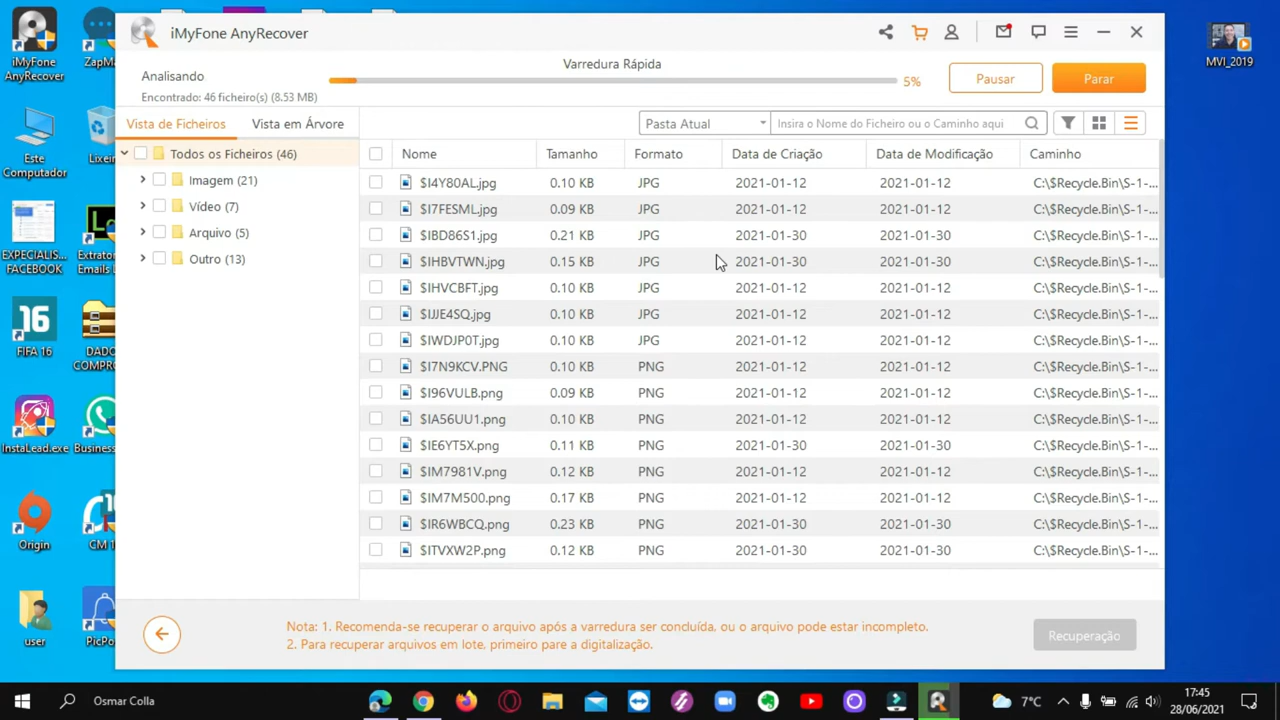 iMyFone AnyRecover
Analisando
Varredura Rápida
5%
Pausar
Parar
Encontrado: 46 ficheiro(s) (8.53 MB)
Vista de Ficheiros
Vista em Árvore
Pasta Atual
Insira o Nome do Ficheiro ou o Caminho aqui
Todos os Ficheiros (46)
Imagem (21)
Vídeo (7)
Arquivo (5)
Outro (13)
Nome Tamanho Formato Data de Criação Data de Modificação Caminho
$I4Y80AL.jpg 0.10 KB JPG 2021-01-12 2021-01-12 C:\$Recycle.Bin\S-1-...
$I7FESML.jpg 0.09 KB JPG 2021-01-12 2021-01-12 C:\$Recycle.Bin\S-1-...
$IBD86S1.jpg 0.21 KB JPG 2021-01-30 2021-01-30 C:\$Recycle.Bin\S-1-...
$IHBVTWN.jpg 0.15 KB JPG 2021-01-30 2021-01-30 C:\$Recycle.Bin\S-1-...
$IHVCBFT.jpg 0.10 KB JPG 2021-01-12 2021-01-12 C:\$Recycle.Bin\S-1-...
$IJJE4SQ.jpg 0.10 KB JPG 2021-01-12 2021-01-12 C:\$Recycle.Bin\S-1-...
$IWDJP0T.jpg 0.10 KB JPG 2021-01-12 2021-01-12 C:\$Recycle.Bin\S-1-...
$I7N9KCV.PNG 0.10 KB PNG 2021-01-12 2021-01-12 C:\$Recycle.Bin\S-1-...
$I96VULB.png 0.09 KB PNG 2021-01-12 2021-01-12 C:\$Recycle.Bin\S-1-...
$IA56UU1.png 0.10 KB PNG 2021-01-12 2021-01-12 C:\$Recycle.Bin\S-1-...
$IE6YT5X.png 0.11 KB PNG 2021-01-30 2021-01-30 C:\$Recycle.Bin\S-1-...
$IM7981V.png 0.12 KB PNG 2021-01-12 2021-01-12 C:\$Recycle.Bin\S-1-...
$IM7M500.png 0.17 KB PNG 2021-01-12 2021-01-12 C:\$Recycle.Bin\S-1-...
$IR6WBCQ.png 0.23 KB PNG 2021-01-30 2021-01-30 C:\$Recycle.Bin\S-1-...
$ITVXW2P.png 0.12 KB PNG 2021-01-30 2021-01-30 C:\$Recycle.Bin\S-1-...
Nota: 1. Recomenda-se recuperar o arquivo após a varredura ser concluída, ou o arquivo pode estar incompleto.
2. Para recuperar arquivos em lote, primeiro pare a digitalização.
Recuperação
iMyFone
AnyRecover
ZapMa
Este
Computador
Lixeir
EXPECIALIS...
FACEBOOK
Extrator
Emails L
16
FIFA 16
DADO
COMPRO
InstaLead.exe
Business
Origin
CM 1
user
PicPo
MVI_2019
Osmar Colla
7°C
17:45
28/06/2021